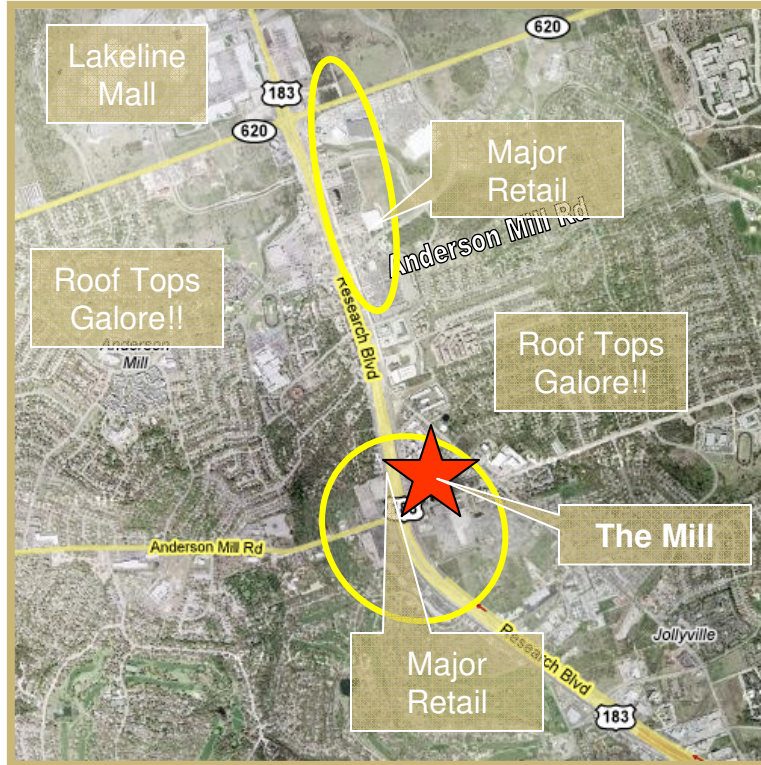 620
Lakeline
Mall
183
620
Major
Retail
Anderson Mill Rd
Roof Tops
Galore!!
Anderson
Mill
Research Blvd
Roof Tops
Galore!!
The Mill
Anderson Mill Rd
Jollyville
Research Blvd
Major
Retail
183